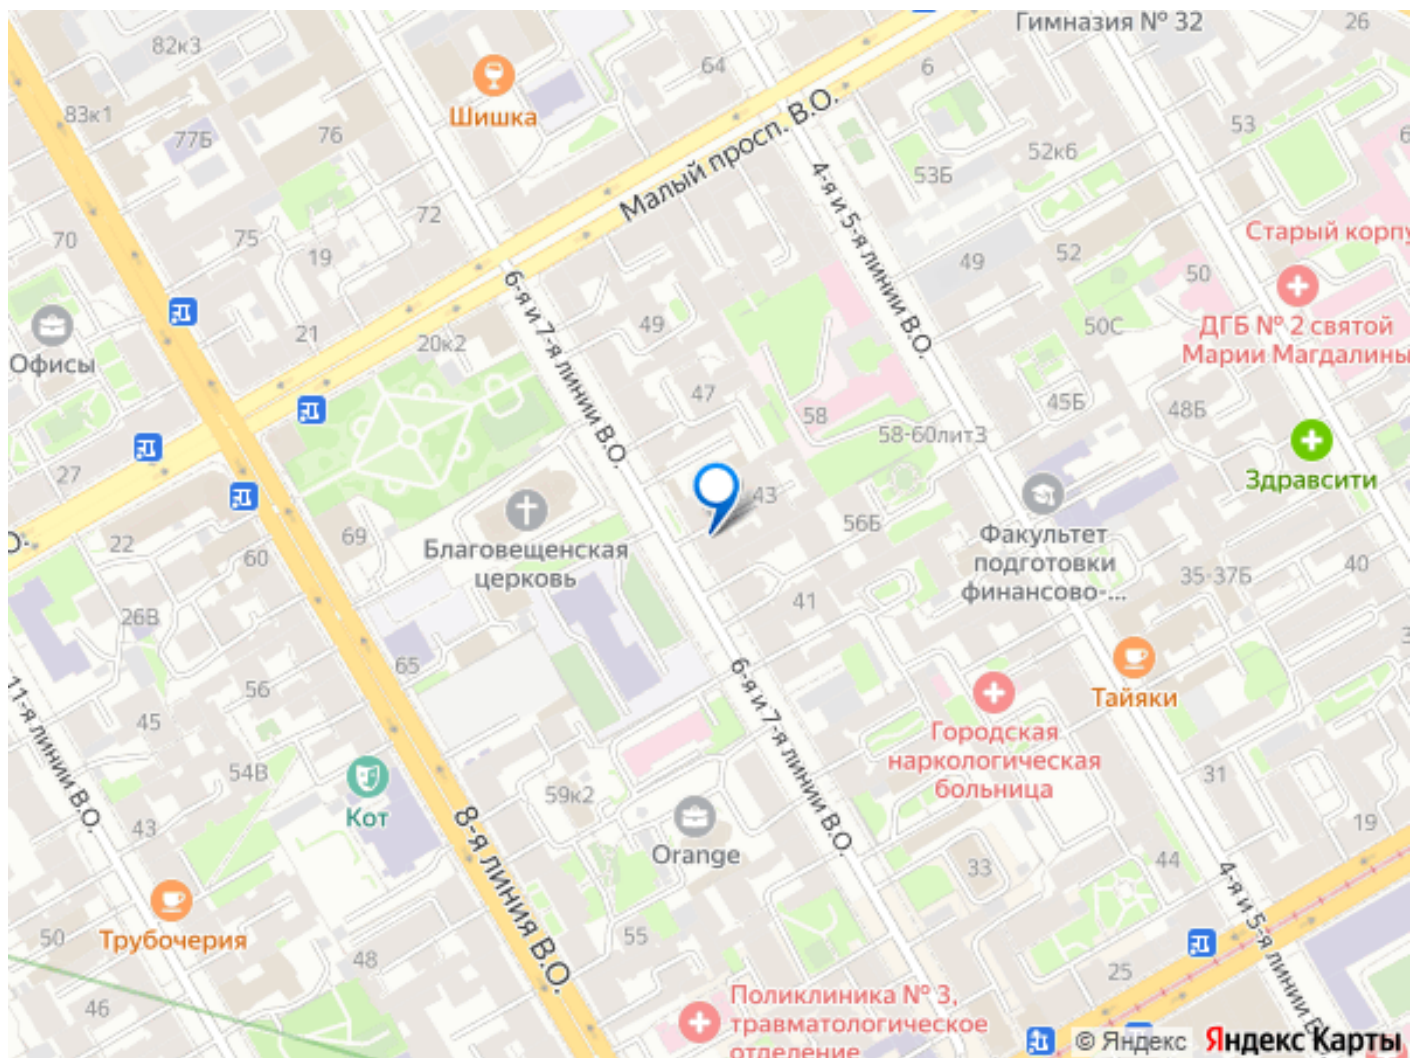 Гимназия № 32
26
82к3
64
6
83к1
Шишка
77Б
76
53
52к6
53Б
Малый просп. В.О.
4-я и 5-я линии В.О.
72
70
75
19
Старый корпу
52
49
50
6-я и 7-я линии В.О.
49
50С
ДГБ № 2 святой
Марии Магдалины
21
20к2
Офисы
47
45Б
48Б
58
58-60лит3
27
Здравсити
43
56Б
22
69
60
Благовещенская
церковь
Факультет
подготовки
финансово-...
35-37Б
40
26В
41
65
56
11-я линии В.О.
45
6-я и 7-я линии В.О.
Тайяки
Городская
наркологическая
больница
54В
59к2
31
Кот
43
8-я линия В.О.
Orange
19
33
44
4-я и 5-я линии В.О.
Трубочерия
50
55
48
46
25
Поликлиника № 3,
травматологическое
отделение
© Яндекс Яндекс Карты